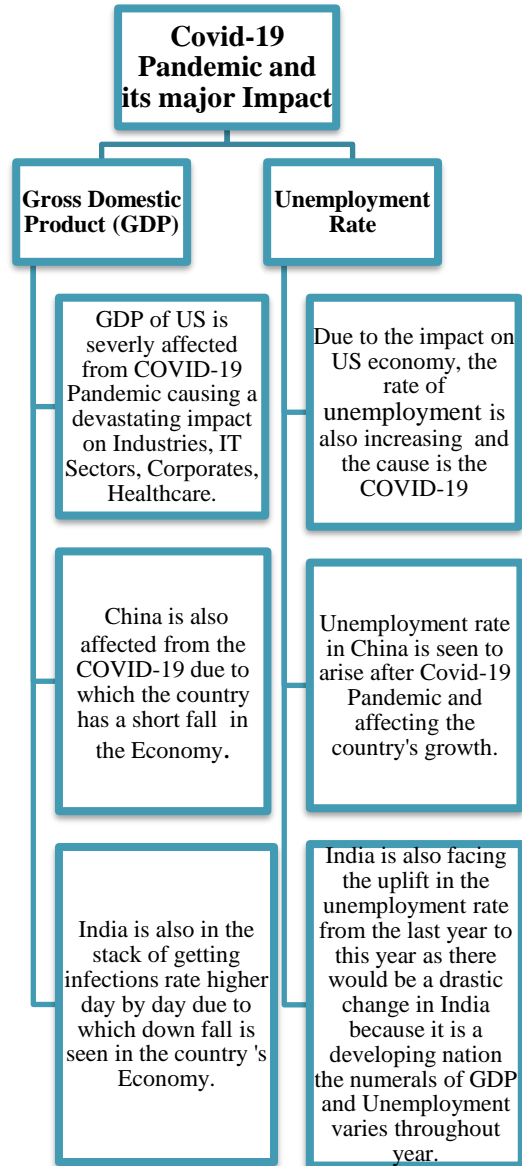 Covid-19
Pandemic and
its major Impact
Gross Domestic
Product (GDP)
GDP of US is
severly affected
from COVID-19
Pandemic causing a
devastating impact
on Industries, IT
Sectors, Corporates,
Healthcare.
China is also
affected from the
COVID-19 due to
which the country
has a short fall in
the Economy.
India is also in the
stack of getting
infections rate higher
day by day due to
which down fall is
seen in the country 's
Economy.
Unemployment
Rate
Due to the impact on
US economy, the
rate of
unemployment is
also increasing and
the cause is the
COVID-19
Unemployment rate
in China is seen to
arise after Covid-19
Pandemic and
affecting the
country's growth.
India is also facing
the uplift in the
unemployment rate
from the last year to
this year as there
would be a drastic
change in India
because it is a
developing nation
the numerals of GDP
and Unemployment
varies throughout
year.